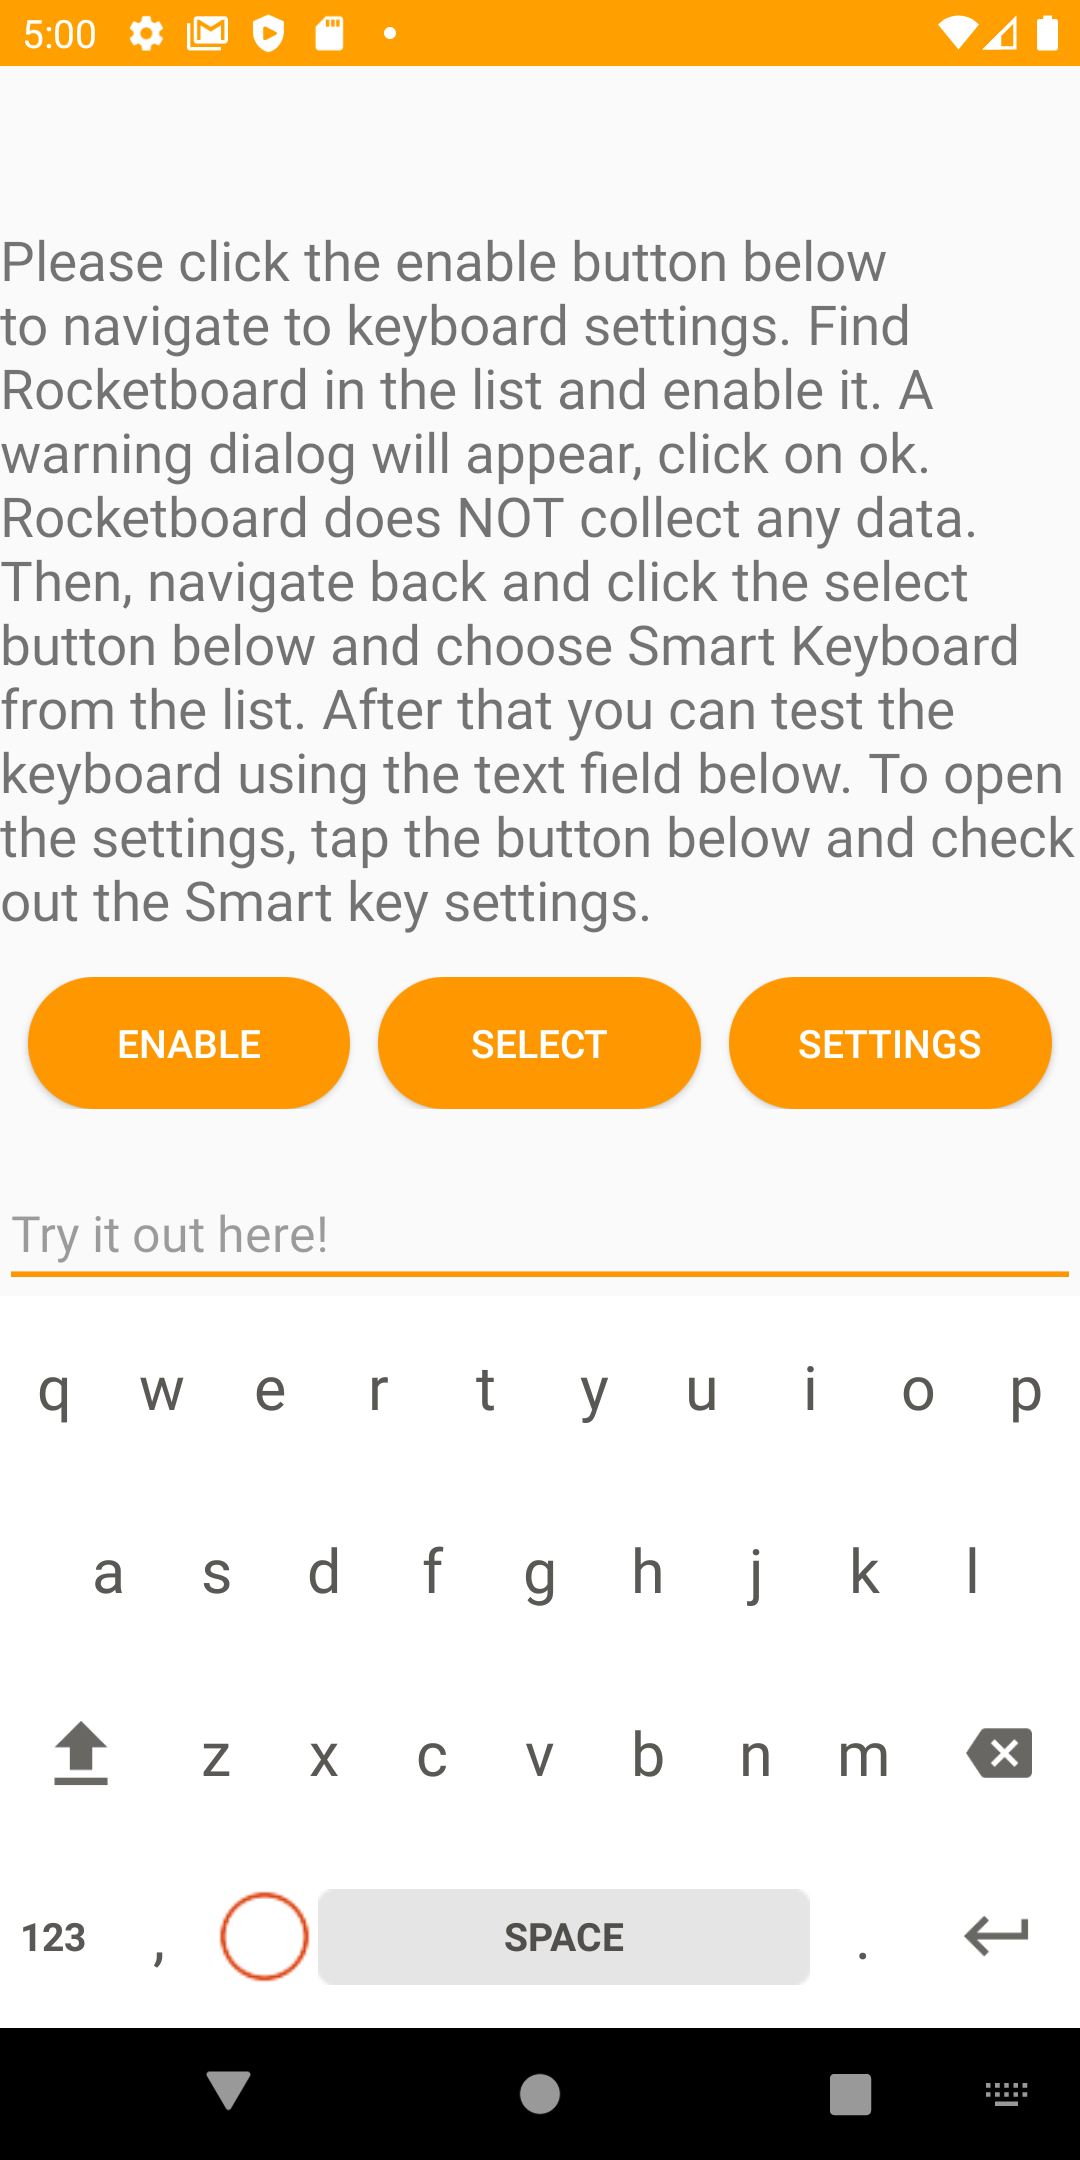 5:00
Please click the enable button below
to navigate to keyboard settings. Find
Rocketboard in the list and enable it. A
warning dialog will appear, click on ok.
Rocketboard does NOT collect any data.
Then, navigate back and click the select
button below and choose Smart Keyboard
from the list. After that you can test the
keyboard using the text field below. To open
the settings, tap the button below and check
out the Smart key settings.
ENABLE SELECT SETTINGS
Try it out here!
q w e r t y u i o p
a s d f g h j k l
z x c v b n m
123 , SPACE .